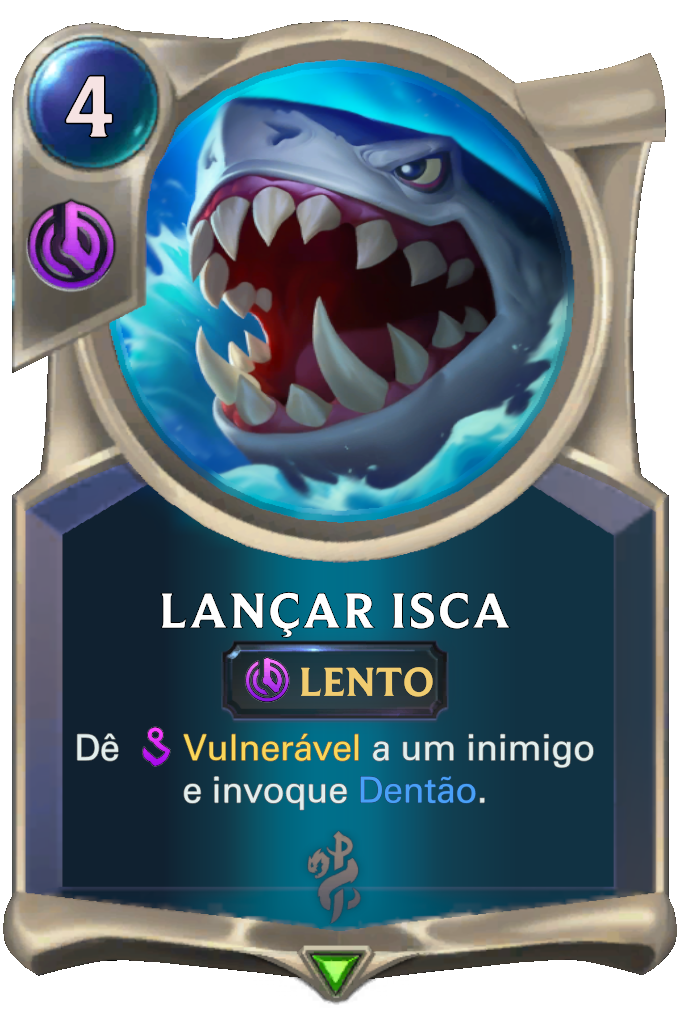 4
LANÇAR ISCA
LENTO
Dê Vulnerável a um inimigo
e invoque Dentão.